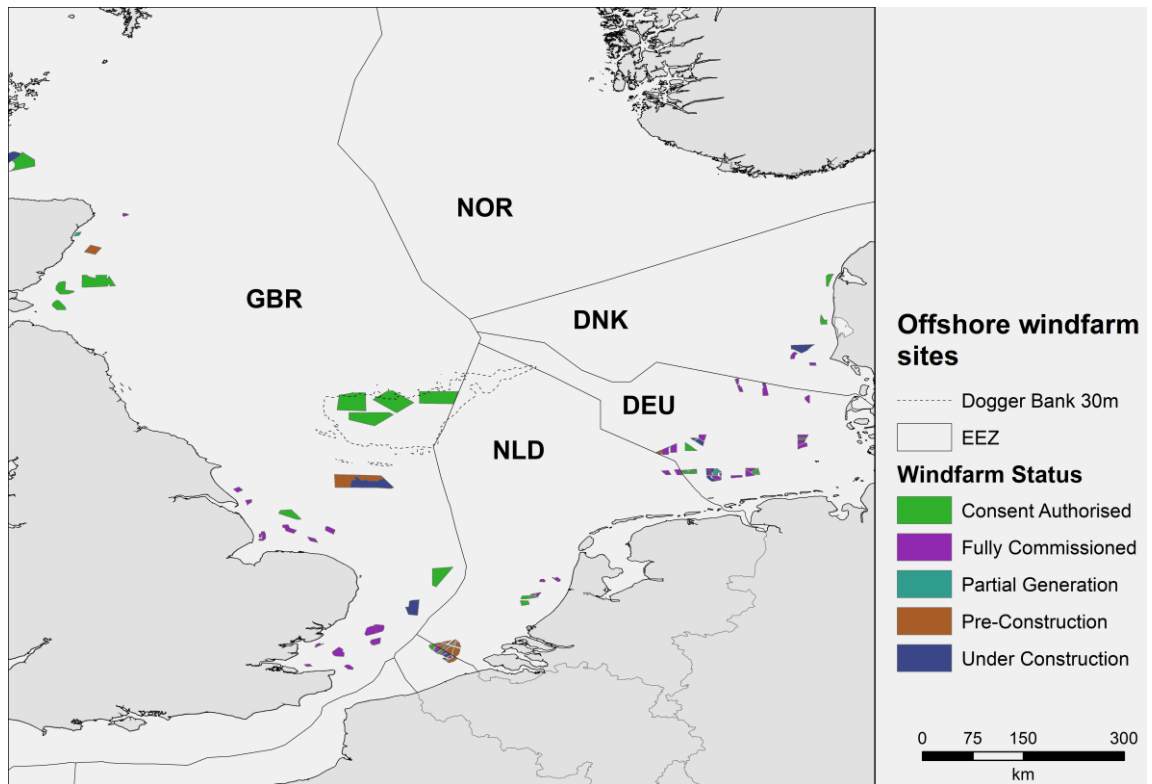 NOR
GBR
DNK
DEU
NLD
Offshore windfarm
sites
Dogger Bank 30m
EEZ
Windfarm Status
Consent Authorised
Fully Commissioned
Partial Generation
Pre-Construction
Under Construction
0 75 150 300
km